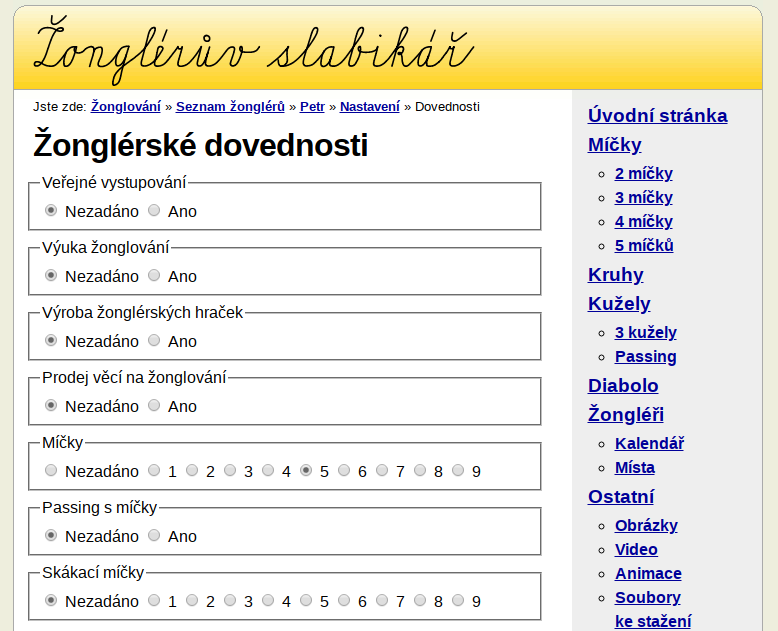 Žonglérův slabikář
Jste zde: Žonglování » Seznam žonglérů » Petr » Nastavení » Dovednosti
Žonglérské dovednosti
Veřejné vystupování
Nezadáno Ano
Výuka žonglování
Nezadáno Ano
Výroba žonglérských hraček
Nezadáno Ano
Prodej věcí na žonglování
Nezadáno Ano
Míčky
Nezadáno 1 2 3 4 5 6 7 8 9
Passing s míčky
Nezadáno Ano
Skákací míčky
Nezadáno 1 2 3 4 5 6 7 8 9
Úvodní stránka
Míčky
2 míčky
3 míčky
4 míčky
5 míčků
Kruhy
Kužely
3 kužely
Passing
Diabolo
Žongléři
Kalendář
Místa
Ostatní
Obrázky
Video
Animace
Soubory
ke stažení